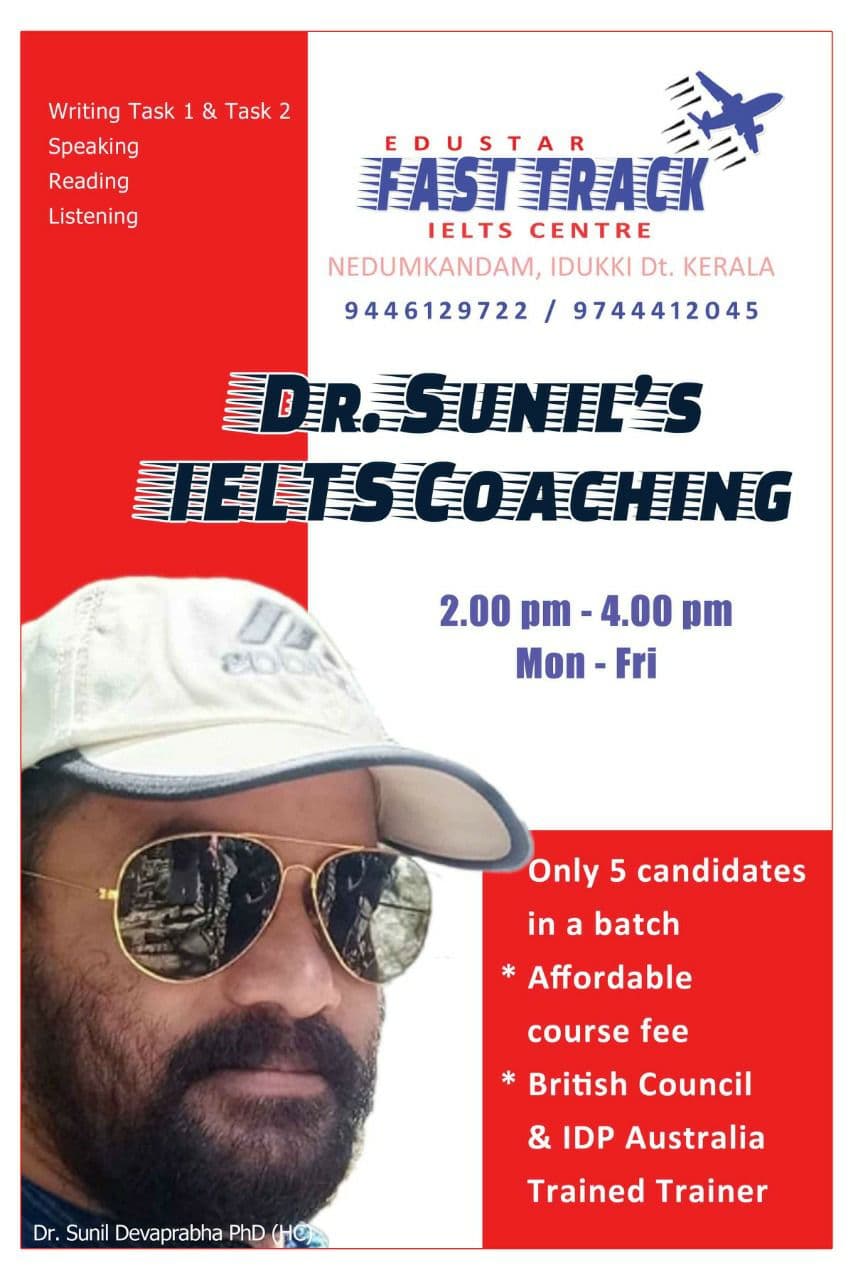 Writing Task 1 & Task 2
Speaking
Reading
Listening
EDUSTAR
FAST TRACK
IELTS CENTRE
NEDUMKANDAM, IDUKKI Dt. KERALA
9446129722 / 9744412045
DR. SUNIL'S
IELTS COACHING
2.00 pm - 4.00 pm
Mon - Fri
Only 5 candidates
in a batch
* Affordable
course fee
* British Council
& IDP Australia
Trained Trainer
Dr. Sunil Devaprabha PhD (HC)